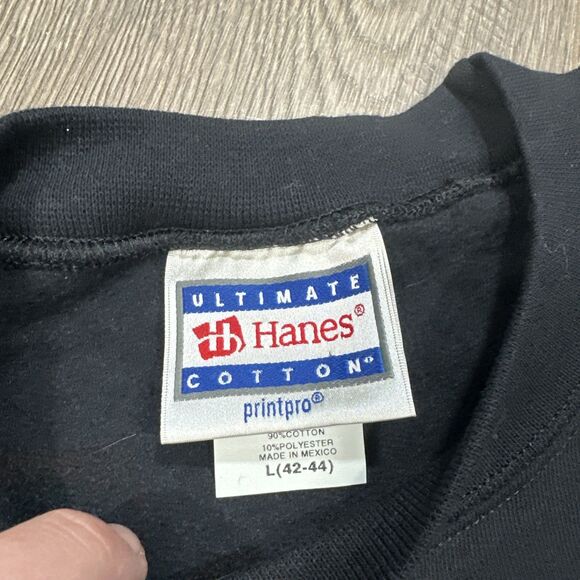 ULTIMATE
Hanes®
COTTON
printpro®
90%COTTON
10%POLYESTER
MADE IN MEXICO
L(42-44)